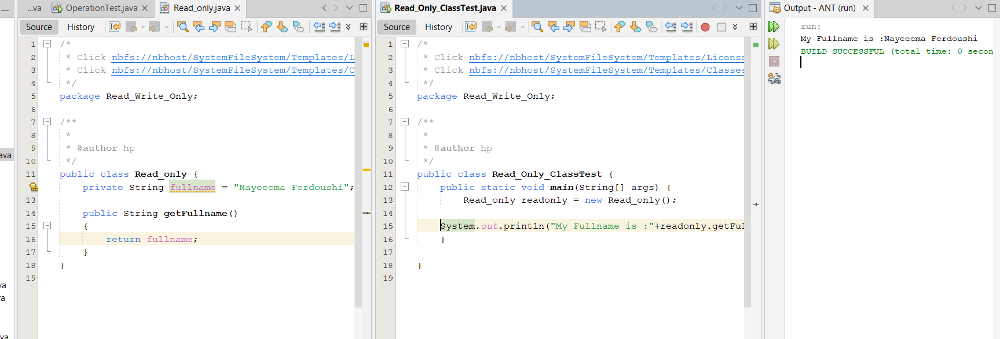 ...va
OperationTest.java
Read_only.java
Source
History
1 /*
2 * Click nbfs://nbhost/SystemFileSystem/Templates/L
3 * Click nbfs://nbhost/SystemFileSystem/Templates/C
4 */
5 package Read_Write_Only;
6
7 /**
8 *
9 * @author hp
10 */
11 public class Read_only {
private String fullname = "Nayeeema Ferdoushi";
13
14 public String getFullname()
15 {
16 return fullname;
17 }
18 }
19
Read_Only_ClassTest.java
Source
History
1 /*
2 * Click nbfs://nbhost/SystemFileSystem/Templates/License
3 * Click nbfs://nbhost/SystemFileSystem/Templates/Classes
4 */
5 package Read_Write_Only;
6
7 /**
8 *
9 * @author hp
10 */
11 public class Read_Only_ClassTest {
12 public static void main(String[] args) {
13 Read_only readonly = new Read_only();
14
15 System.out.println("My Fullname is :"+readonly.getFul
16 }
17
18 }
19
Output - ANT (run)
run:
My Fullname is :Nayeeema Ferdoushi
BUILD SUCCESSFUL (total time: 0 secon
ava
va
a
va